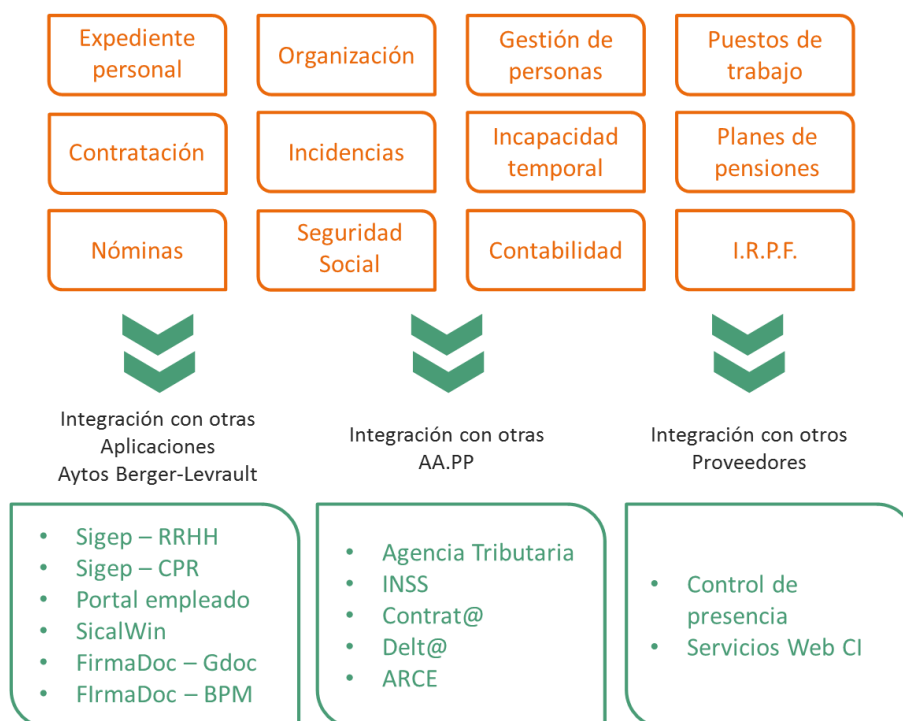 Expediente
personal
Organización
Gestión de
personas
Puestos de
trabajo
Contratación
Incidencias
Incapacidad
temporal
Planes de
pensiones
Nóminas
Seguridad
Social
Contabilidad
I.R.P.F.
Integración con otras
Aplicaciones
Aytos Berger-Levrault
Integración con otras
AA.PP
Integración con otros
Proveedores
• Sigep – RRHH
• Sigep – CPR
• Portal empleado
• SicalWin
• FirmaDoc – Gdoc
• FIrmaDoc – BPM
• Agencia Tributaria
• INSS
• Contrat@
• Delt@
• ARCE
• Control de
presencia
• Servicios Web CI